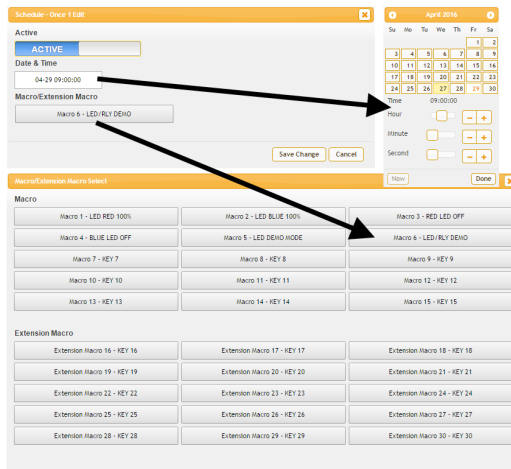 Schedule - Once 1 Edit
Active
ACTIVE
Date & Time
04-29 09:00:00
Macro/Extension Macro
Macro 6 - LED/RLY DEMO
Save Change Cancel
April 2016
Su Mo Tu We Th Fr Sa
1 2
3 4 5 6 7 8 9
10 11 12 13 14 15 16
17 18 19 20 21 22 23
24 25 26 27 28 29 30
Time 09:00:00
Hour - +
Minute - +
Second - +
Now Done
Macro/Extension Macro Select
Macro
Macro 1 - LED RED 100% Macro 2 - LED BLUE 100% Macro 3 - RED LED OFF
Macro 4 - BLUE LED OFF Macro 5 - LED DEMO MODE Macro 6 - LED/RLY DEMO
Macro 7 - KEY 7 Macro 8 - KEY 8 Macro 9 - KEY 9
Macro 10 - KEY 10 Macro 11 - KEY 11 Macro 12 - KEY 12
Macro 13 - KEY 13 Macro 14 - KEY 14 Macro 15 - KEY 15
Extension Macro
Extension Macro 16 - KEY 16 Extension Macro 17 - KEY 17 Extension Macro 18 - KEY 18
Extension Macro 19 - KEY 19 Extension Macro 20 - KEY 20 Extension Macro 21 - KEY 21
Extension Macro 22 - KEY 22 Extension Macro 23 - KEY 23 Extension Macro 24 - KEY 24
Extension Macro 25 - KEY 25 Extension Macro 26 - KEY 26 Extension Macro 27 - KEY 27
Extension Macro 28 - KEY 28 Extension Macro 29 - KEY 29 Extension Macro 30 - KEY 30